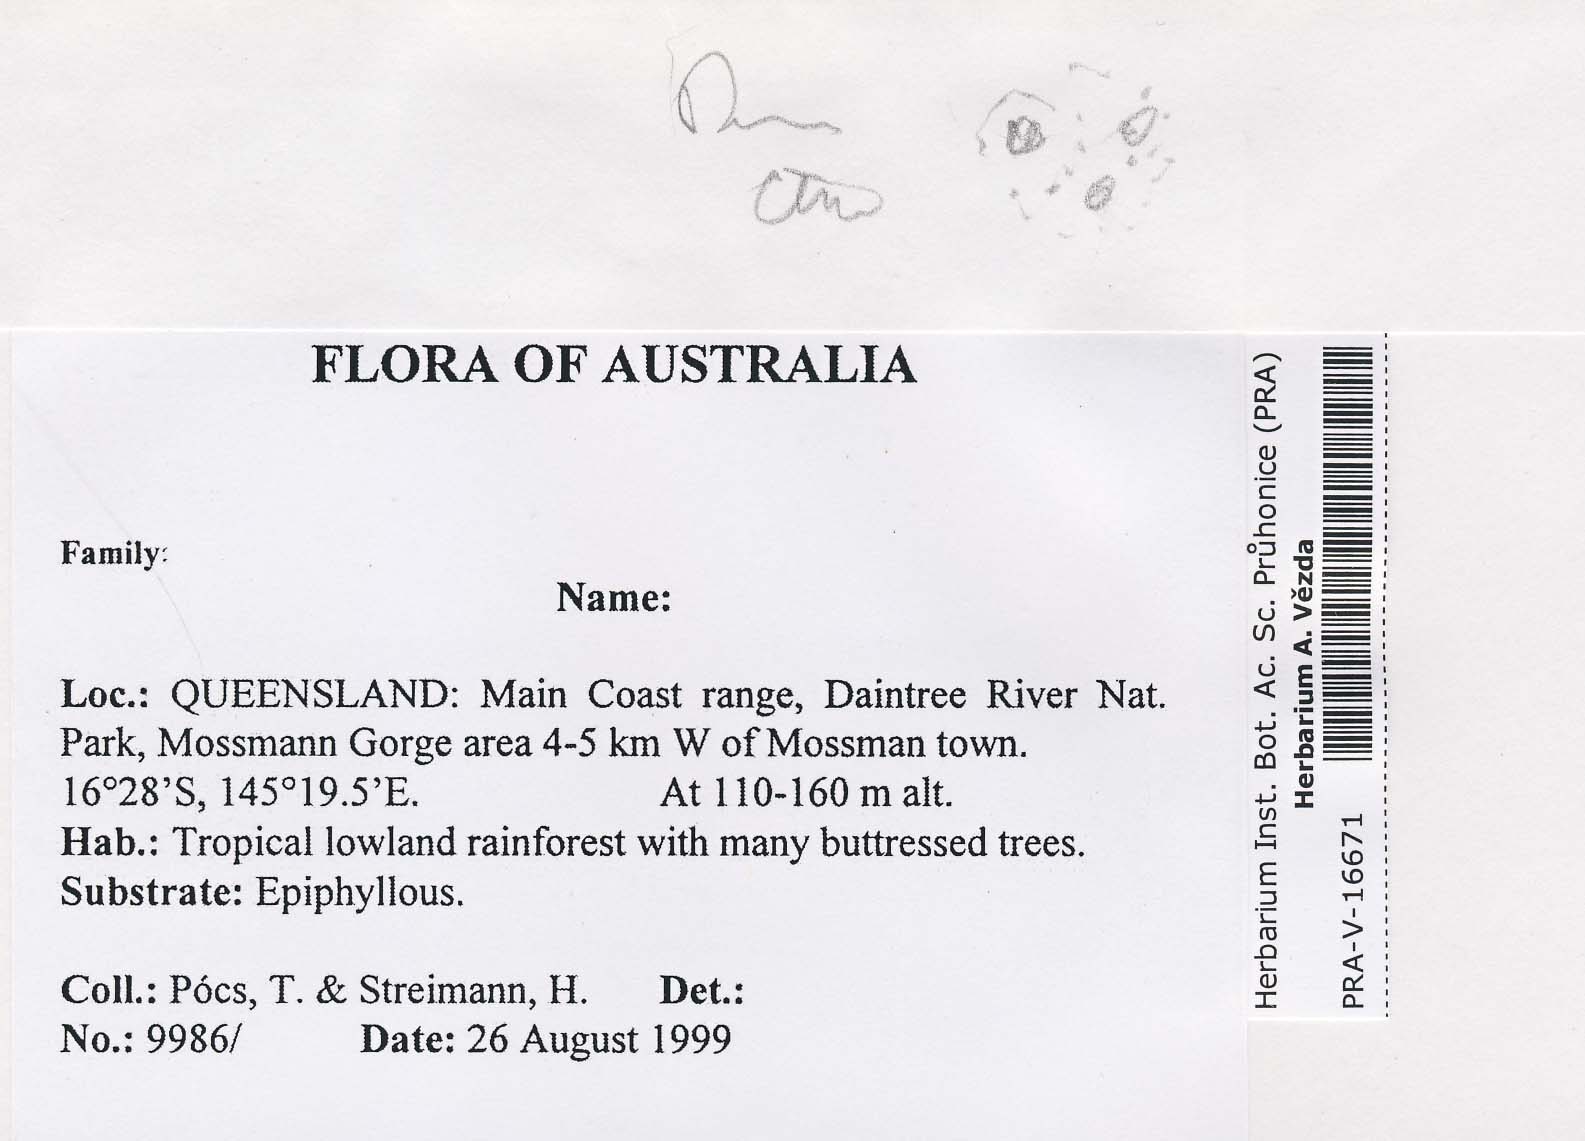 FLORA OF AUSTRALIA
Family:
Name:
Loc.: QUEENSLAND: Main Coast range, Daintree River Nat.
Park, Mossmann Gorge area 4-5 km W of Mossman town.
16°28’S, 145°19.5’E. At 110-160 m alt.
Hab.: Tropical lowland rainforest with many buttressed trees.
Substrate: Epiphyllous.
Coll.: Pócs, T. & Streimann, H. Det.:
No.: 9986/ Date: 26 August 1999
Herbarium Inst. Bot. Ac. Sc. Průhonice (PRA)
Herbarium A. Vězda
PRA-V-16671